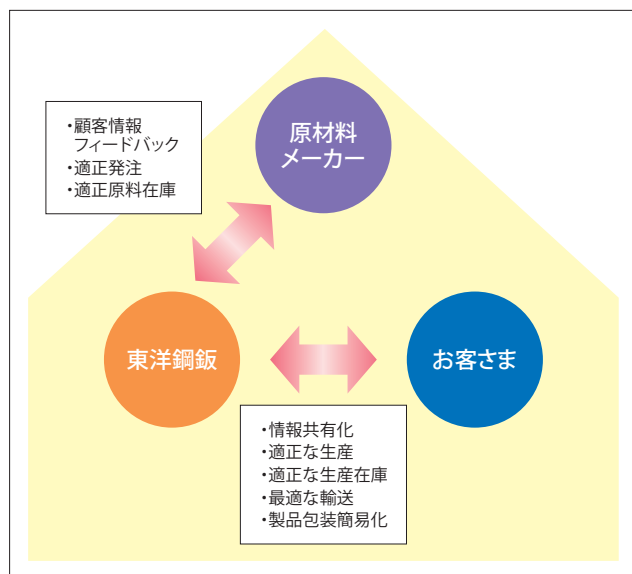 原材料
メーカー
・顧客情報
フィードバック
・適正発注
・適正原料在庫
東洋鋼鈑
お客さま
・情報共有化
・適正な生産
・適正な生産在庫
・最適な輸送
・製品包装簡易化